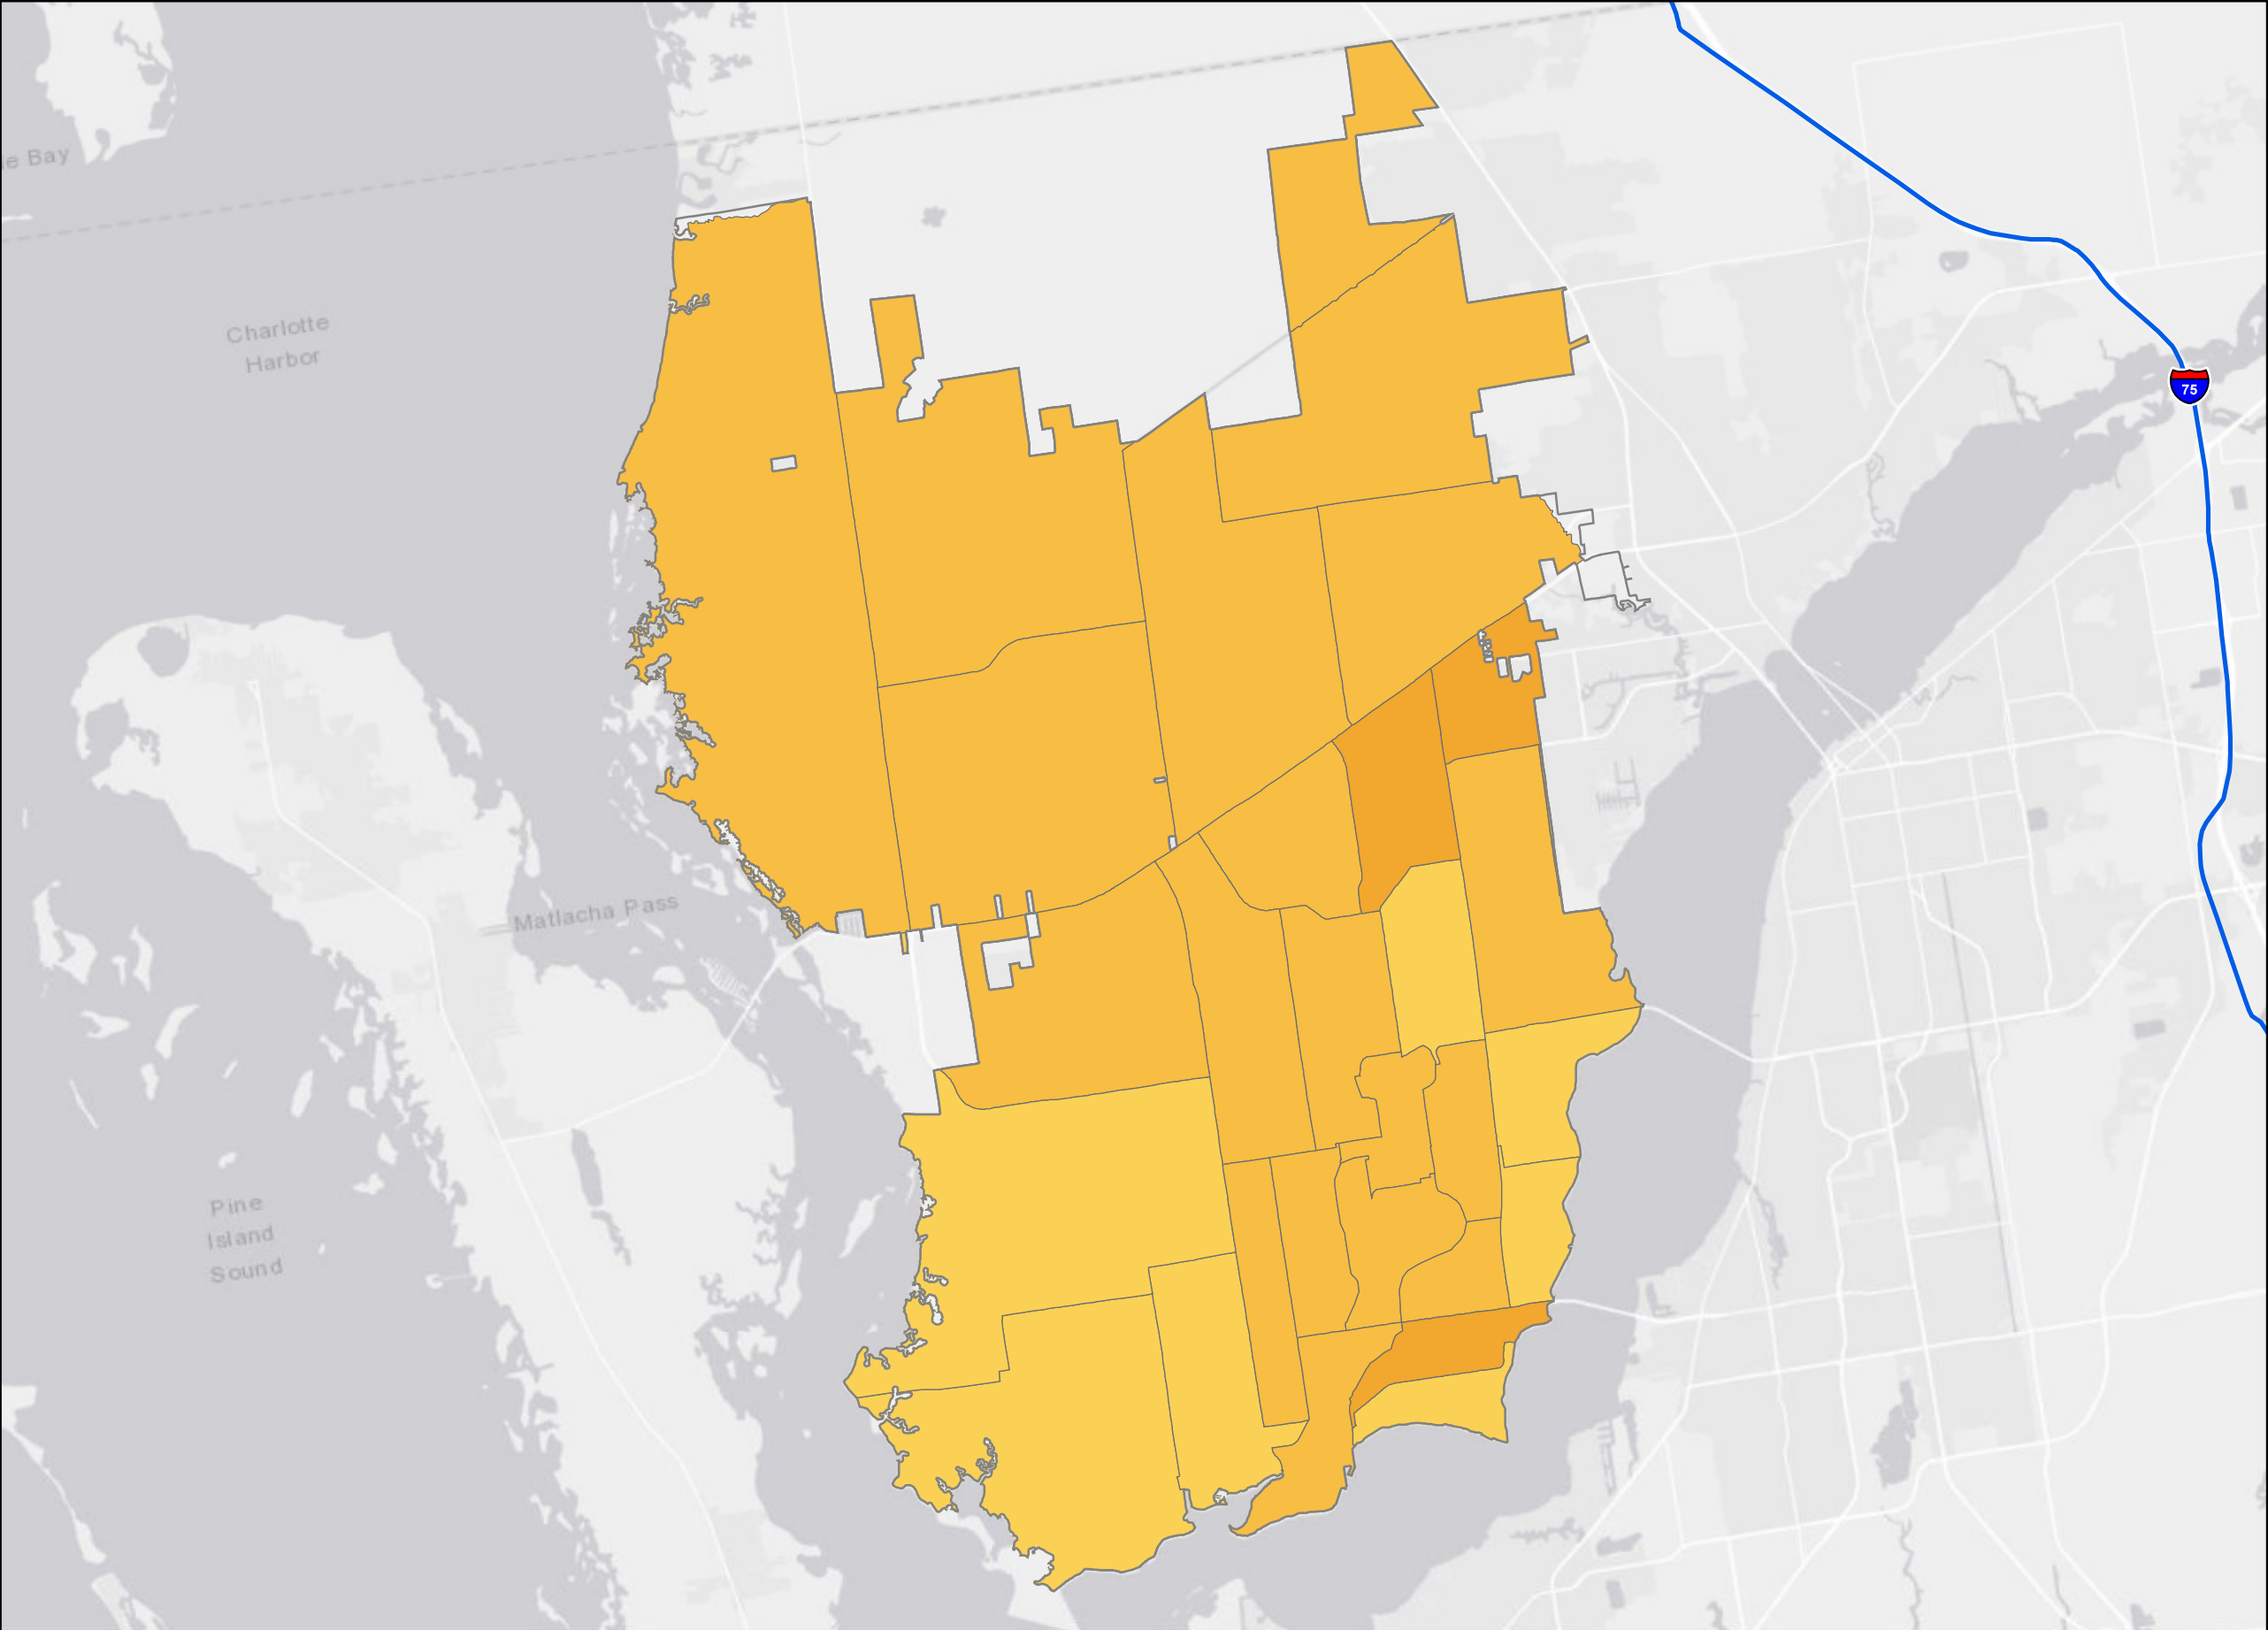 e Bay
Charlotte
Harbor
75
Matlacha Pass
Pine
Island
Sound